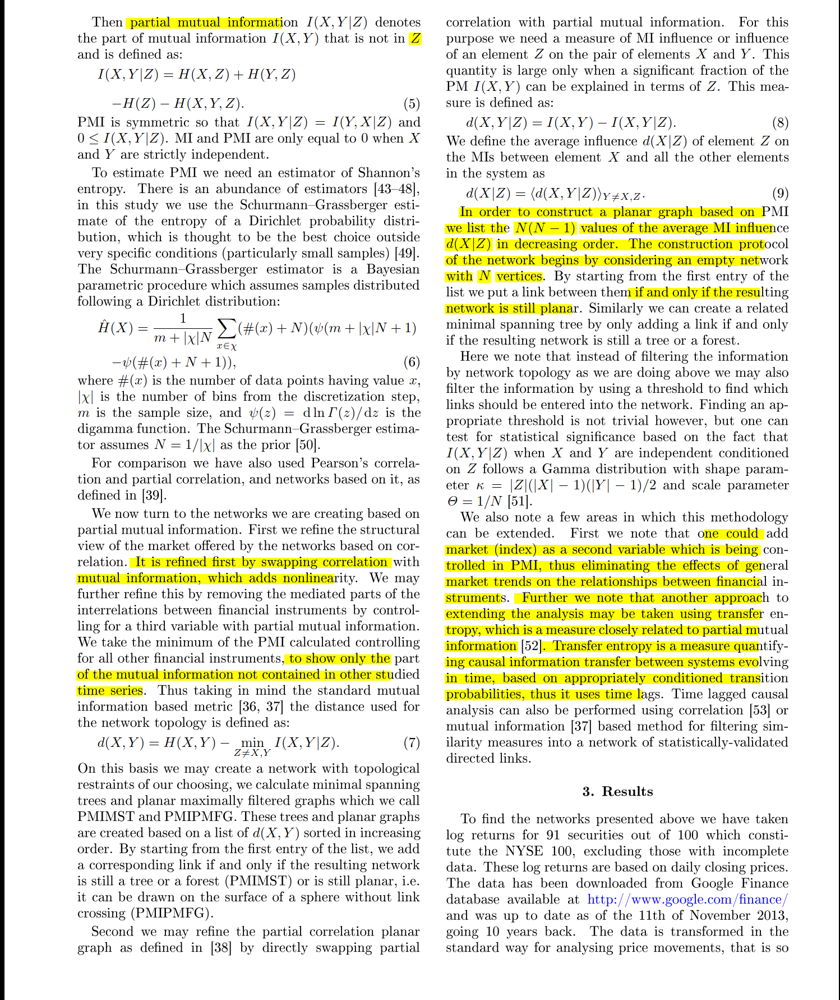 Then partial mutual information I(X, Y|Z) denotes
the part of mutual information I(X, Y) that is not in Z
and is defined as:
I(X, Y|Z) = H(X, Z) + H(Y, Z)
−H(Z) − H(X, Y, Z). (5)
PMI is symmetric so that I(X, Y|Z) = I(Y, X|Z) and
0 ≤ I(X, Y|Z). MI and PMI are only equal to 0 when X
and Y are strictly independent.
To estimate PMI we need an estimator of Shannon's
entropy. There is an abundance of estimators [43–48],
in this study we use the Schurmann–Grassberger esti-
mate of the entropy of a Dirichlet probability distri-
bution, which is thought to be the best choice outside
very specific conditions (particularly small samples) [49].
The Schurmann–Grassberger estimator is a Bayesian
parametric procedure which assumes samples distributed
following a Dirichlet distribution:
Ĥ(X) = 1 / (m + |χ|N) ∑_{x∈χ} (#(x) + N)(ψ(m + |χ|N + 1)
−ψ(#(x) + N + 1)), (6)
where #(x) is the number of data points having value x,
|χ| is the number of bins from the discretization step,
m is the sample size, and ψ(z) = d ln Γ(z)/dz is the
digamma function. The Schurmann–Grassberger estima-
tor assumes N = 1/|χ| as the prior [50].
For comparison we have also used Pearson's correla-
tion and partial correlation, and networks based on it, as
defined in [39].
We now turn to the networks we are creating based on
partial mutual information. First we refine the structural
view of the market offered by the networks based on cor-
relation. It is refined first by swapping correlation with
mutual information, which adds nonlinearity. We may
further refine this by removing the mediated parts of the
interrelations between financial instruments by control-
ling for a third variable with partial mutual information.
We take the minimum of the PMI calculated controlling
for all other financial instruments, to show only the part
of the mutual information not contained in other studied
time series. Thus taking in mind the standard mutual
information based metric [36, 37] the distance used for
the network topology is defined as:
d(X, Y) = H(X, Y) − min_{Z≠X,Y} I(X, Y|Z). (7)
On this basis we may create a network with topological
restraints of our choosing, we calculate minimal spanning
trees and planar maximally filtered graphs which we call
PMIMST and PMIPMFG. These trees and planar graphs
are created based on a list of d(X, Y) sorted in increasing
order. By starting from the first entry of the list, we add
a corresponding link if and only if the resulting network
is still a tree or a forest (PMIMST) or is still planar, i.e.
it can be drawn on the surface of a sphere without link
crossing (PMIPMFG).
Second we may refine the partial correlation planar
graph as defined in [38] by directly swapping partial
correlation with partial mutual information. For this
purpose we need a measure of MI influence or influence
of an element Z on the pair of elements X and Y. This
quantity is large only when a significant fraction of the
PM I(X, Y) can be explained in terms of Z. This mea-
sure is defined as:
d(X, Y|Z) = I(X, Y) − I(X, Y|Z). (8)
We define the average influence d(X|Z) of element Z on
the MIs between element X and all the other elements
in the system as
d(X|Z) = ⟨d(X, Y|Z)⟩_{Y≠X,Z}. (9)
In order to construct a planar graph based on PMI
we list the N(N − 1) values of the average MI influence
d(X|Z) in decreasing order. The construction protocol
of the network begins by considering an empty network
with N vertices. By starting from the first entry of the
list we put a link between them if and only if the resulting
network is still planar. Similarly we can create a related
minimal spanning tree by only adding a link if and only
if the resulting network is still a tree or a forest.
Here we note that instead of filtering the information
by network topology as we are doing above we may also
filter the information by using a threshold to find which
links should be entered into the network. Finding an ap-
propriate threshold is not trivial however, but one can
test for statistical significance based on the fact that
I(X, Y|Z) when X and Y are independent conditioned
on Z follows a Gamma distribution with shape param-
eter κ = |Z|(|X| − 1)(|Y| − 1)/2 and scale parameter
Θ = 1/N [51].
We also note a few areas in which this methodology
can be extended. First we note that one could add
market (index) as a second variable which is being con-
trolled in PMI, thus eliminating the effects of general
market trends on the relationships between financial in-
struments. Further we note that another approach to
extending the analysis may be taken using transfer en-
tropy, which is a measure closely related to partial mutual
information [52]. Transfer entropy is a measure quantify-
ing causal information transfer between systems evolving
in time, based on appropriately conditioned transition
probabilities, thus it uses time lags. Time lagged causal
analysis can also be performed using correlation [53] or
mutual information [37] based method for filtering sim-
ilarity measures into a network of statistically-validated
directed links.
3. Results
To find the networks presented above we have taken
log returns for 91 securities out of 100 which consti-
tute the NYSE 100, excluding those with incomplete
data. These log returns are based on daily closing prices.
The data has been downloaded from Google Finance
database available at http://www.google.com/finance/
and was up to date as of the 11th of November 2013,
going 10 years back. The data is transformed in the
standard way for analysing price movements, that is so